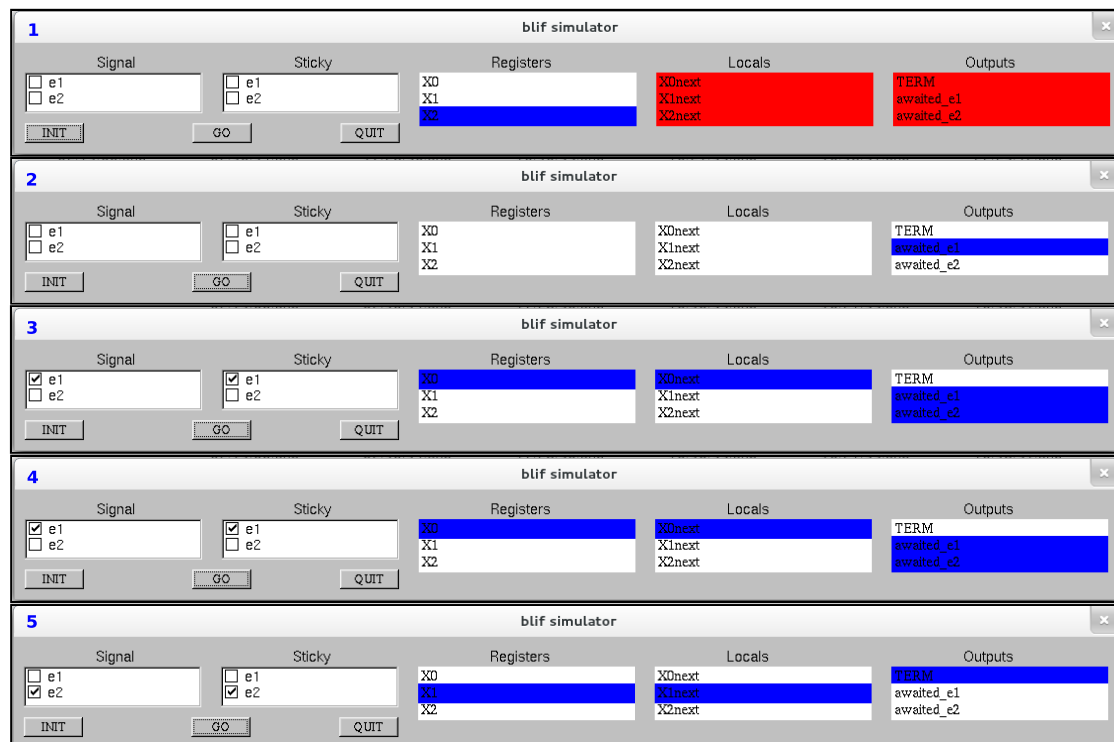 1 blif simulator ×
Signal Sticky Registers Locals Outputs
e1 e1 X0 X0next TERM
e2 e2 X1 X1next awaited_e1
X2 X2next awaited_e2
INIT GO QUIT
2 blif simulator ×
Signal Sticky Registers Locals Outputs
e1 e1 X0 X0next TERM
e2 e2 X1 X1next awaited_e1
X2 X2next awaited_e2
INIT GO QUIT
3 blif simulator ×
Signal Sticky Registers Locals Outputs
e1 e1 X0 X0next TERM
e2 e2 X1 X1next awaited_e1
X2 X2next awaited_e2
INIT GO QUIT
4 blif simulator ×
Signal Sticky Registers Locals Outputs
e1 e1 X0 X0next TERM
e2 e2 X1 X1next awaited_e1
X2 X2next awaited_e2
INIT GO QUIT
5 blif simulator ×
Signal Sticky Registers Locals Outputs
e1 e1 X0 X0next TERM
e2 e2 X1 X1next awaited_e1
X2 X2next awaited_e2
INIT GO QUIT